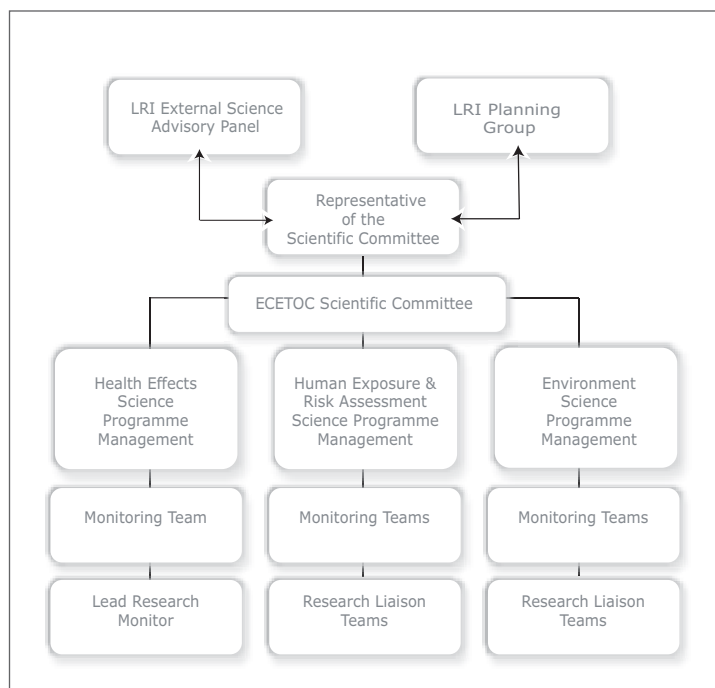 LRI External Science
Advisory Panel
LRI Planning
Group
Representative
of the
Scientific Committee
ECETOC Scientific Committee
Health Effects
Science
Programme
Management
Human Exposure &
Risk Assessment
Science Programme
Management
Environment
Science
Programme
Management
Monitoring Team
Monitoring Teams
Monitoring Teams
Lead Research
Monitor
Research Liaison
Teams
Research Liaison
Teams